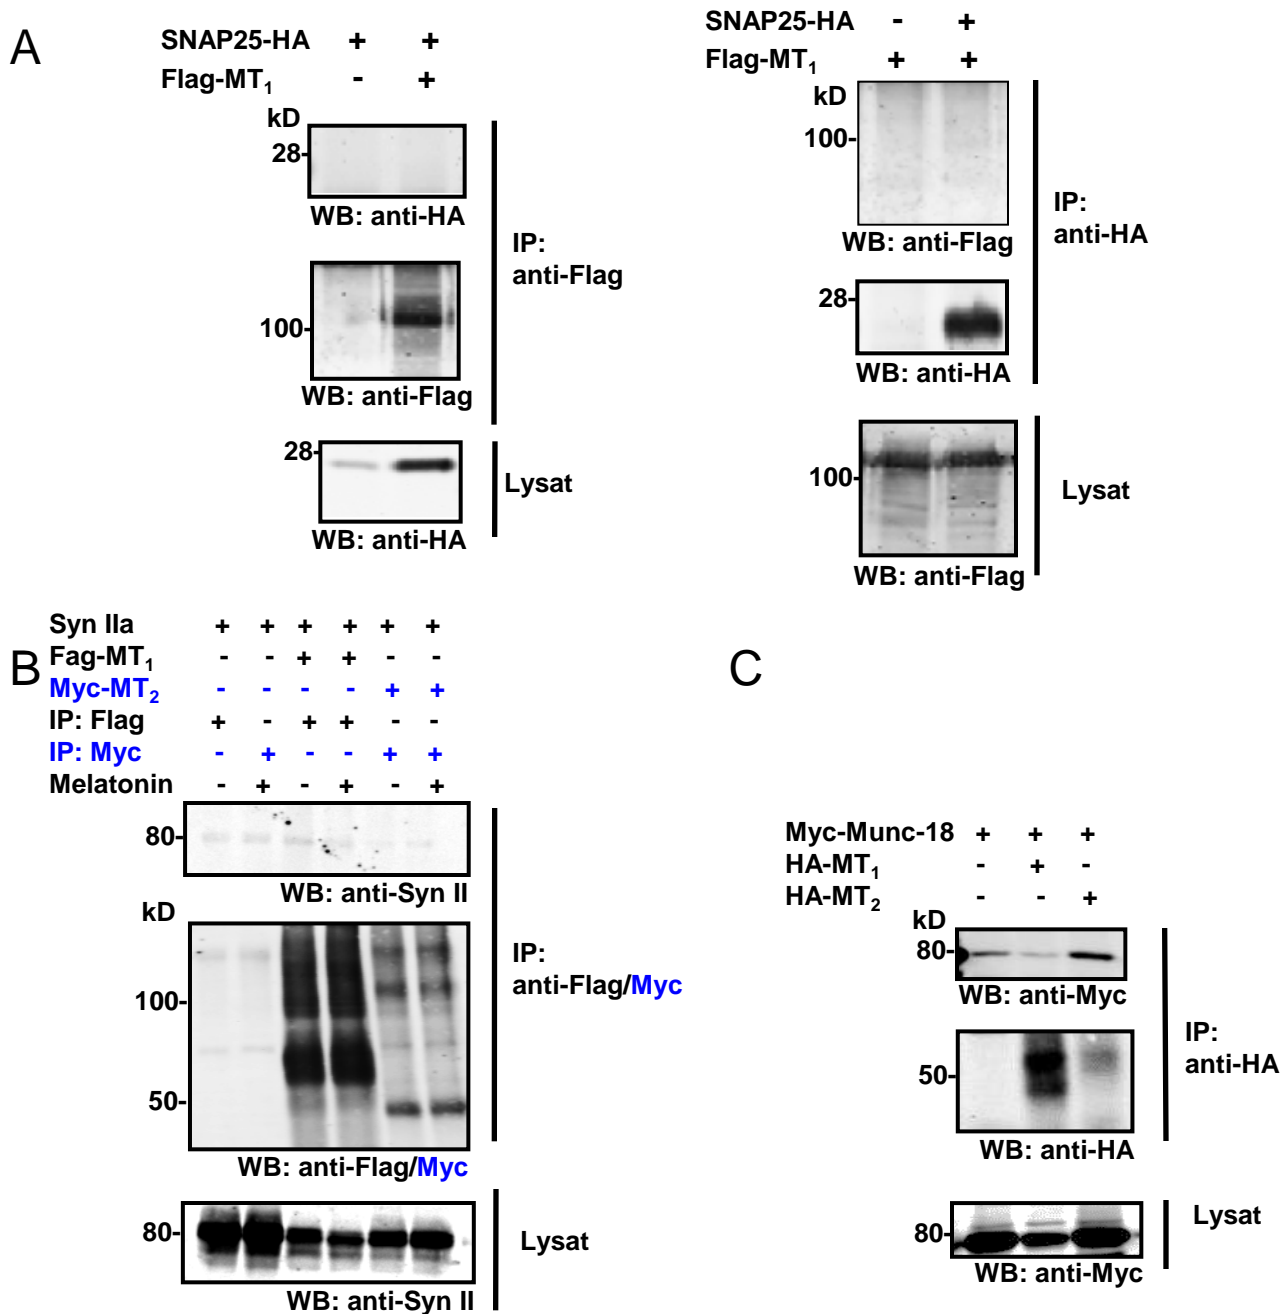 A
SNAP25-HA + +
Flag-MT1 - +
kD
28-
WB: anti-HA
100-
WB: anti-Flag
IP:
anti-Flag
28-
WB: anti-HA
Lysat
SNAP25-HA - +
Flag-MT1 + +
kD
100-
WB: anti-Flag
28-
WB: anti-HA
IP:
anti-HA
100-
WB: anti-Flag
Lysat
B
Syn IIa + + + + + +
Fag-MT1 - - + + - -
Myc-MT2 - - - - + +
IP: Flag + - + + - -
IP: Myc - + - - + +
Melatonin - + - + - +
80-
WB: anti-Syn II
kD
100-
50-
WB: anti-Flag/Myc
IP:
anti-Flag/Myc
80-
WB: anti-Syn II
Lysat
C
Myc-Munc-18 + + +
HA-MT1 - + -
HA-MT2 - - +
kD
80-
WB: anti-Myc
50-
WB: anti-HA
IP:
anti-HA
80-
WB: anti-Myc
Lysat